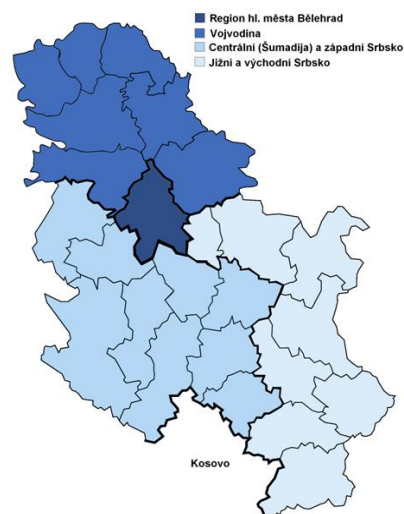 Region hl. města Bělehrad
Vojvodina
Centrální (Šumadija) a západní Srbsko
Jižní a východní Srbsko
Kosovo